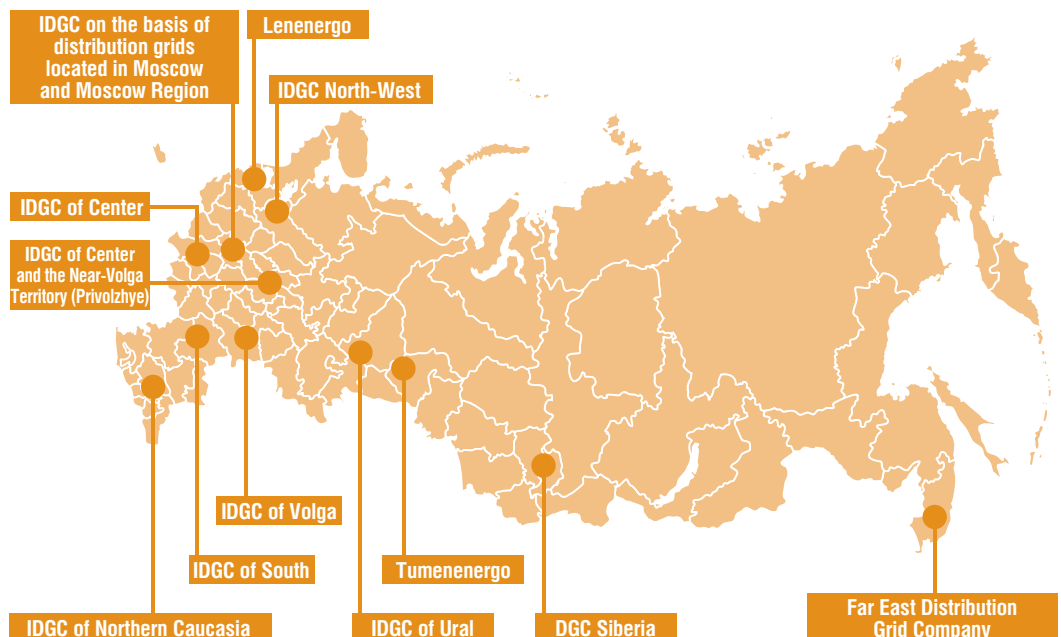 IDGC on the basis of
distribution grids
located in Moscow
and Moscow Region
Lenenergo
IDGC North-West
IDGC of Center
IDGC of Center
and the Near-Volga
Territory (Privolzhye)
IDGC of Volga
IDGC of South
Tumenenergo
IDGC of Northern Caucasia
IDGC of Ural
DGC Siberia
Far East Distribution
Grid Company